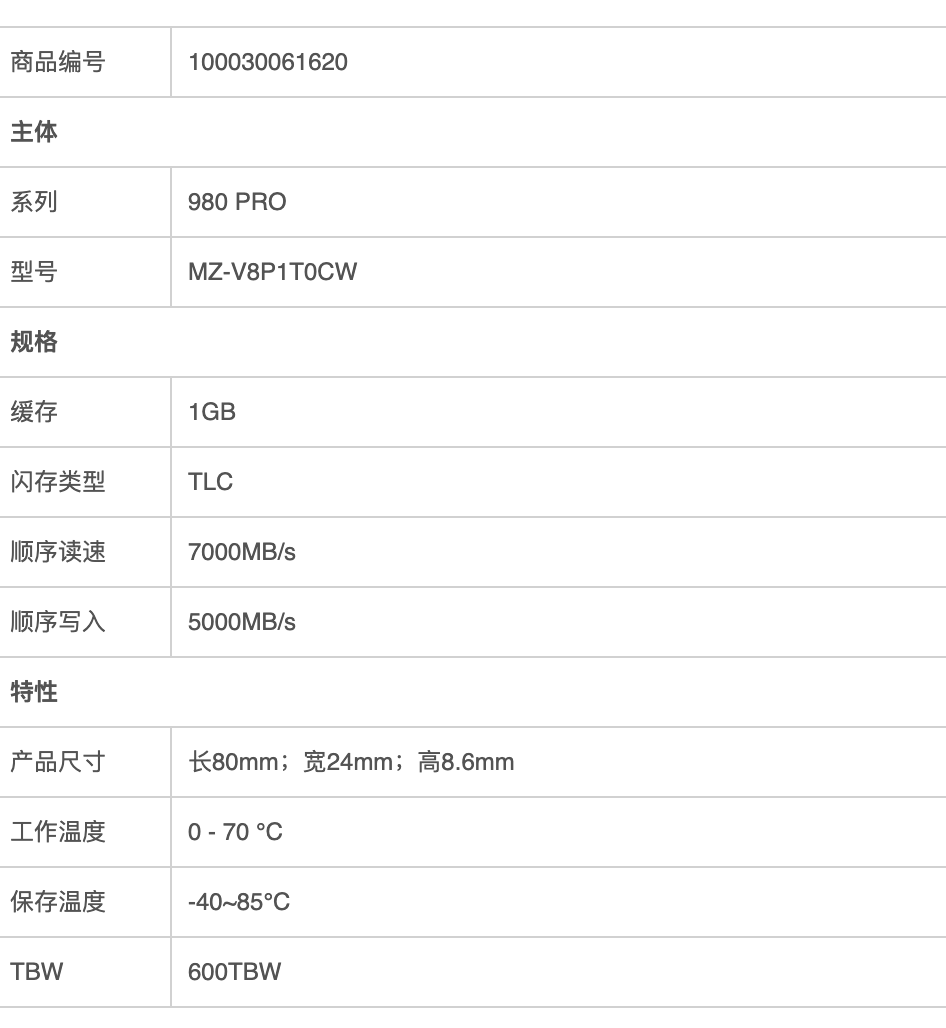 商品编号 100030061620
主体
系列 980 PRO
型号 MZ-V8P1T0CW
规格
缓存 1GB
闪存类型 TLC
顺序读速 7000MB/s
顺序写入 5000MB/s
特性
产品尺寸 长80mm；宽24mm；高8.6mm
工作温度 0 - 70 °C
保存温度 -40~85°C
TBW 600TBW